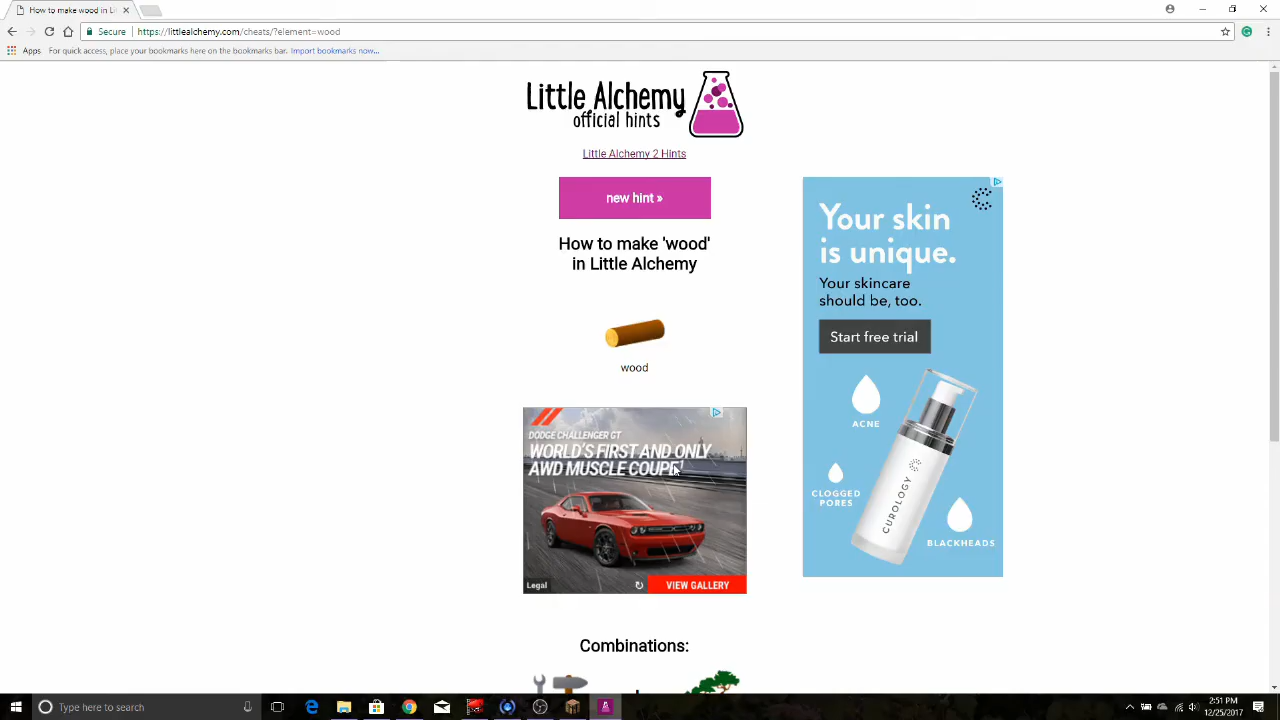 How to make wood in Li
Secure
https://littlealchemy.com/cheats/?element=wood
Apps
For quick access, place your bookmarks here on the bookmarks bar. Import bookmarks now...
Little Alchemy
official hints
Little Alchemy 2 Hints
new hint »
How to make 'wood'
in Little Alchemy
wood
DODGE CHALLENGER GT
WORLD'S FIRST AND ONLY
AWD MUSCLE COUPE¹
Legal
VIEW GALLERY
Your skin
is unique.
Your skincare
should be, too.
Start free trial
ACNE
CLOGGED
PORES
CUROLOGY
BLACKHEADS
Combinations:
Type here to search
2:51 PM
12/25/2017